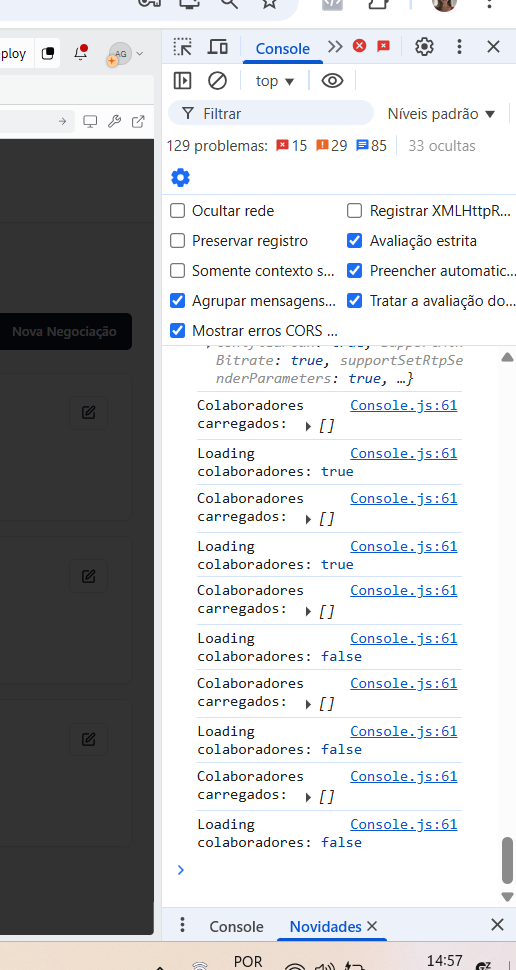 ploy
AG
Console
top
Filtrar
Níveis padrão
129 problemas: 15 29 85 33 ocultas
Ocultar rede
Registrar XMLHttpR...
Preservar registro
Avaliação estrita
Somente contexto s...
Preencher automatic...
Agrupar mensagens...
Tratar a avaliação do...
Mostrar erros CORS ...
Nova Negociação
Bitrate: true, supportSetRtpSe
nderParameters: true, …}
Colaboradores Console.js:61
carregados: ▶ []
Loading Console.js:61
colaboradores: true
Colaboradores Console.js:61
carregados: ▶ []
Loading Console.js:61
colaboradores: true
Colaboradores Console.js:61
carregados: ▶ []
Loading Console.js:61
colaboradores: false
Colaboradores Console.js:61
carregados: ▶ []
Loading Console.js:61
colaboradores: false
Colaboradores Console.js:61
carregados: ▶ []
Loading Console.js:61
colaboradores: false
Console
Novidades
POR
14:57